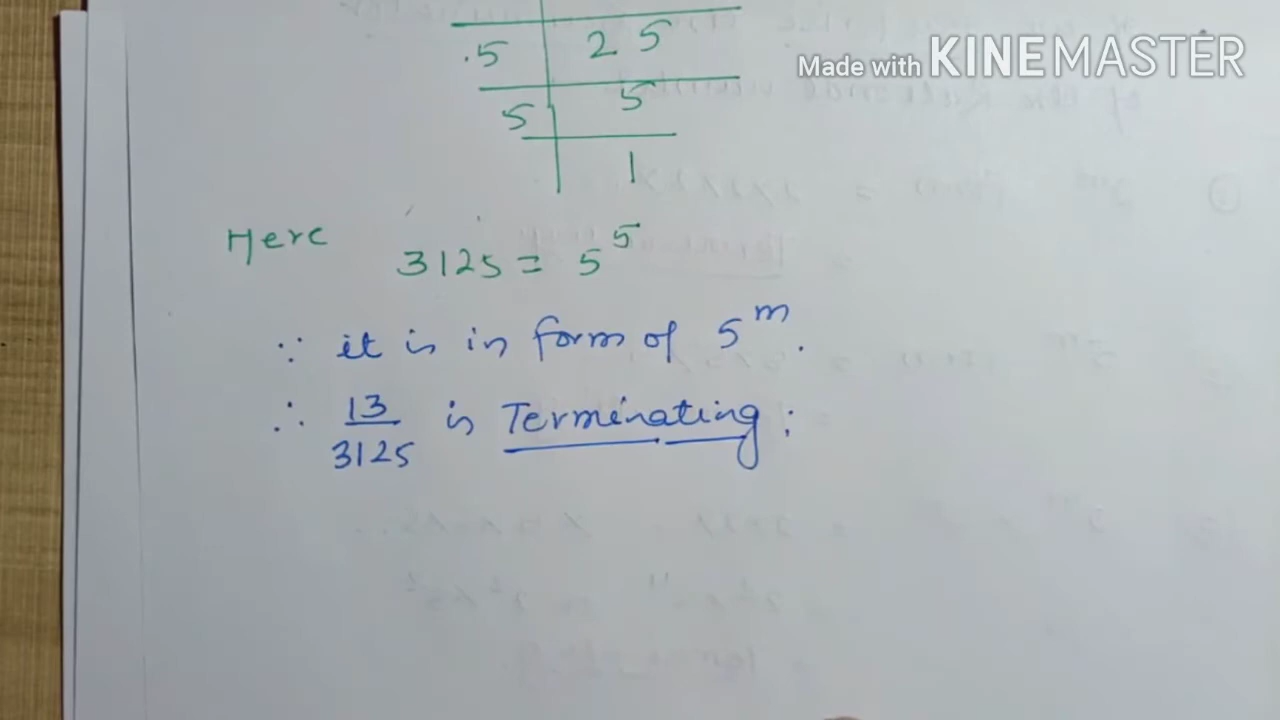 Made with KINEMASTER
.5 25
5 5
1
Here 3125 = 5^5
∵ it is in form of 5^m.
∴ 13/3125 is Terminating: